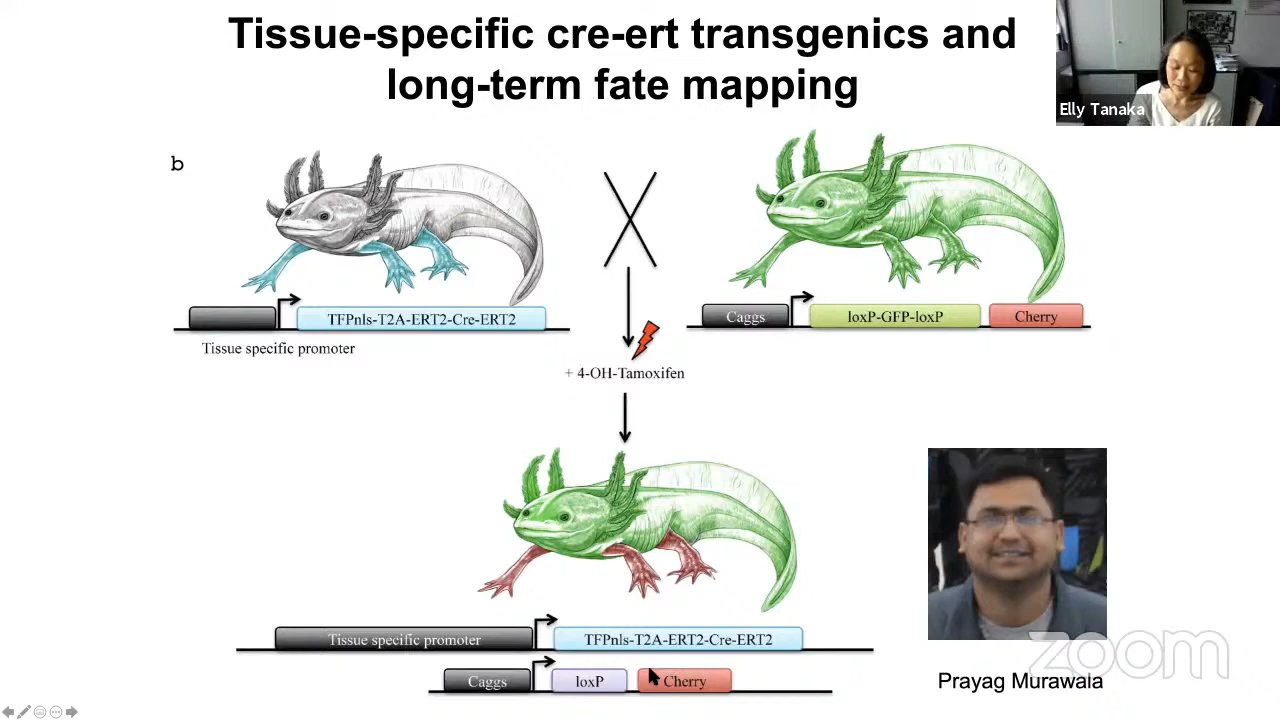 Tissue-specific cre-ert transgenics and
long-term fate mapping
Elly Tanaka
b
TFPnls-T2A-ERT2-Cre-ERT2
Tissue specific promoter
Caggs
loxP-GFP-loxP
Cherry
+ 4-OH-Tamoxifen
Tissue specific promoter
TFPnls-T2A-ERT2-Cre-ERT2
Caggs
loxP
Cherry
zoom
Prayag Murawala